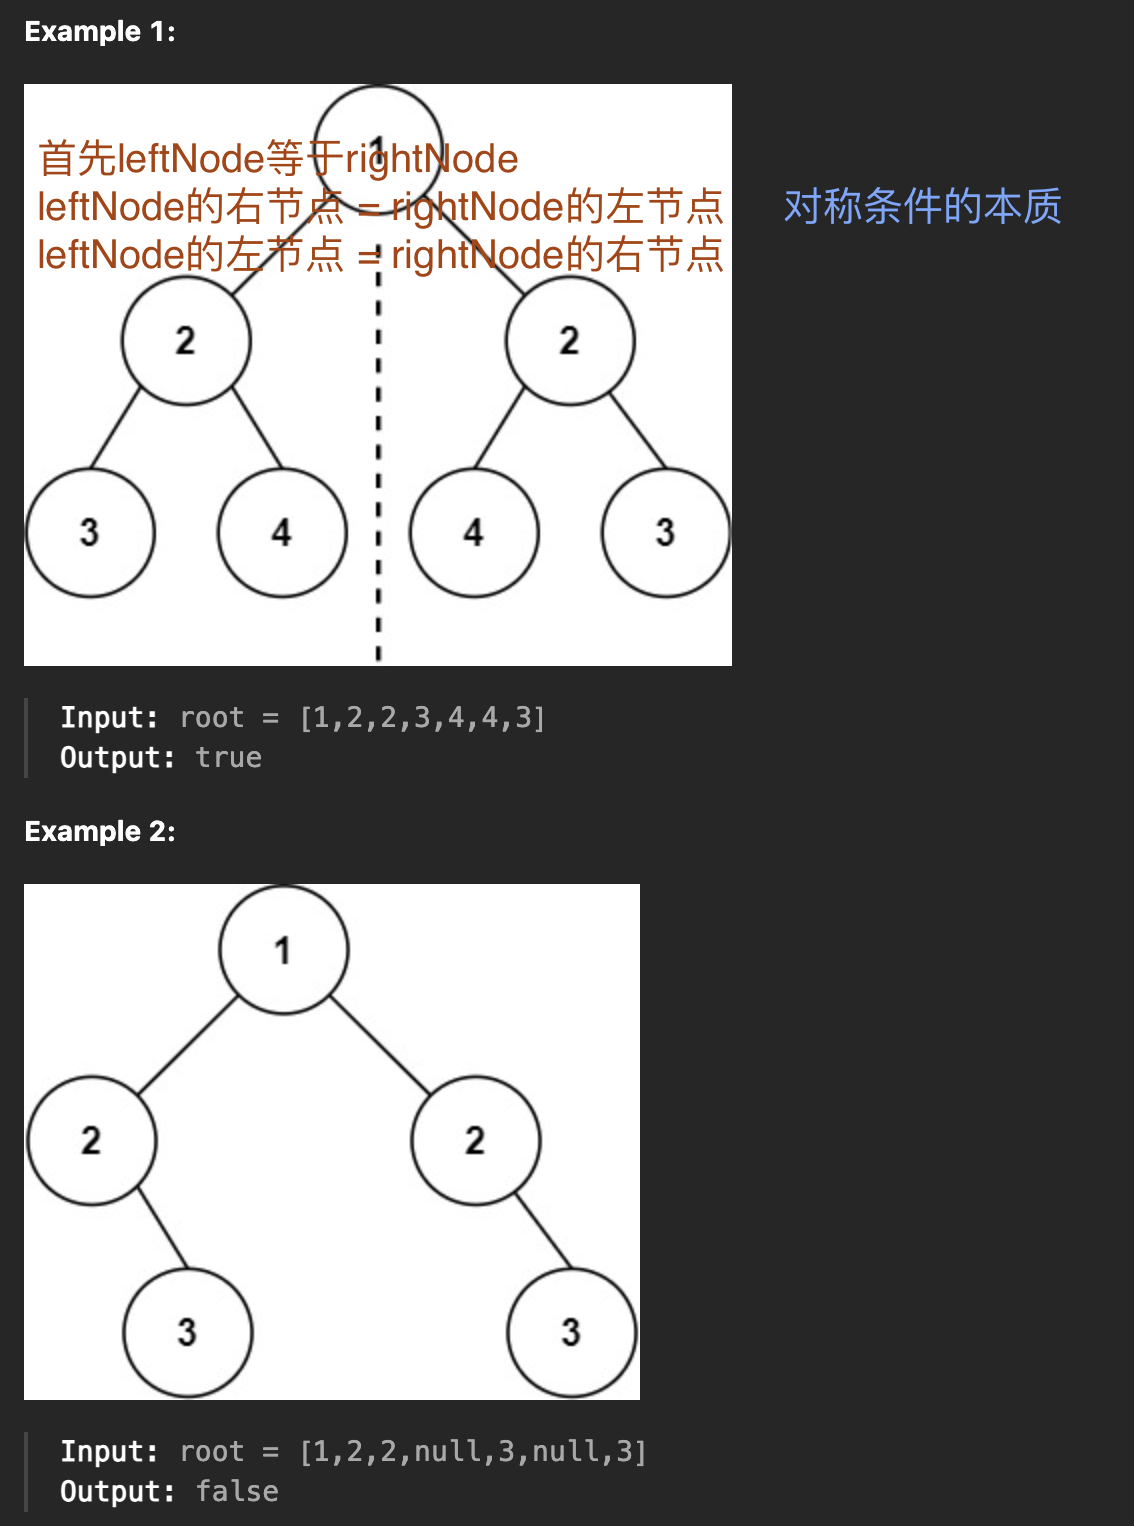 Example 1:
1
首先leftNode等于rightNode
leftNode的右节点 = rightNode的左节点
对称条件的本质
leftNode的左节点 = rightNode的右节点
2 2
3 4 4 3
Input: root = [1,2,2,3,4,4,3]
Output: true
Example 2:
1
2 2
3 3
Input: root = [1,2,2,null,3,null,3]
Output: false